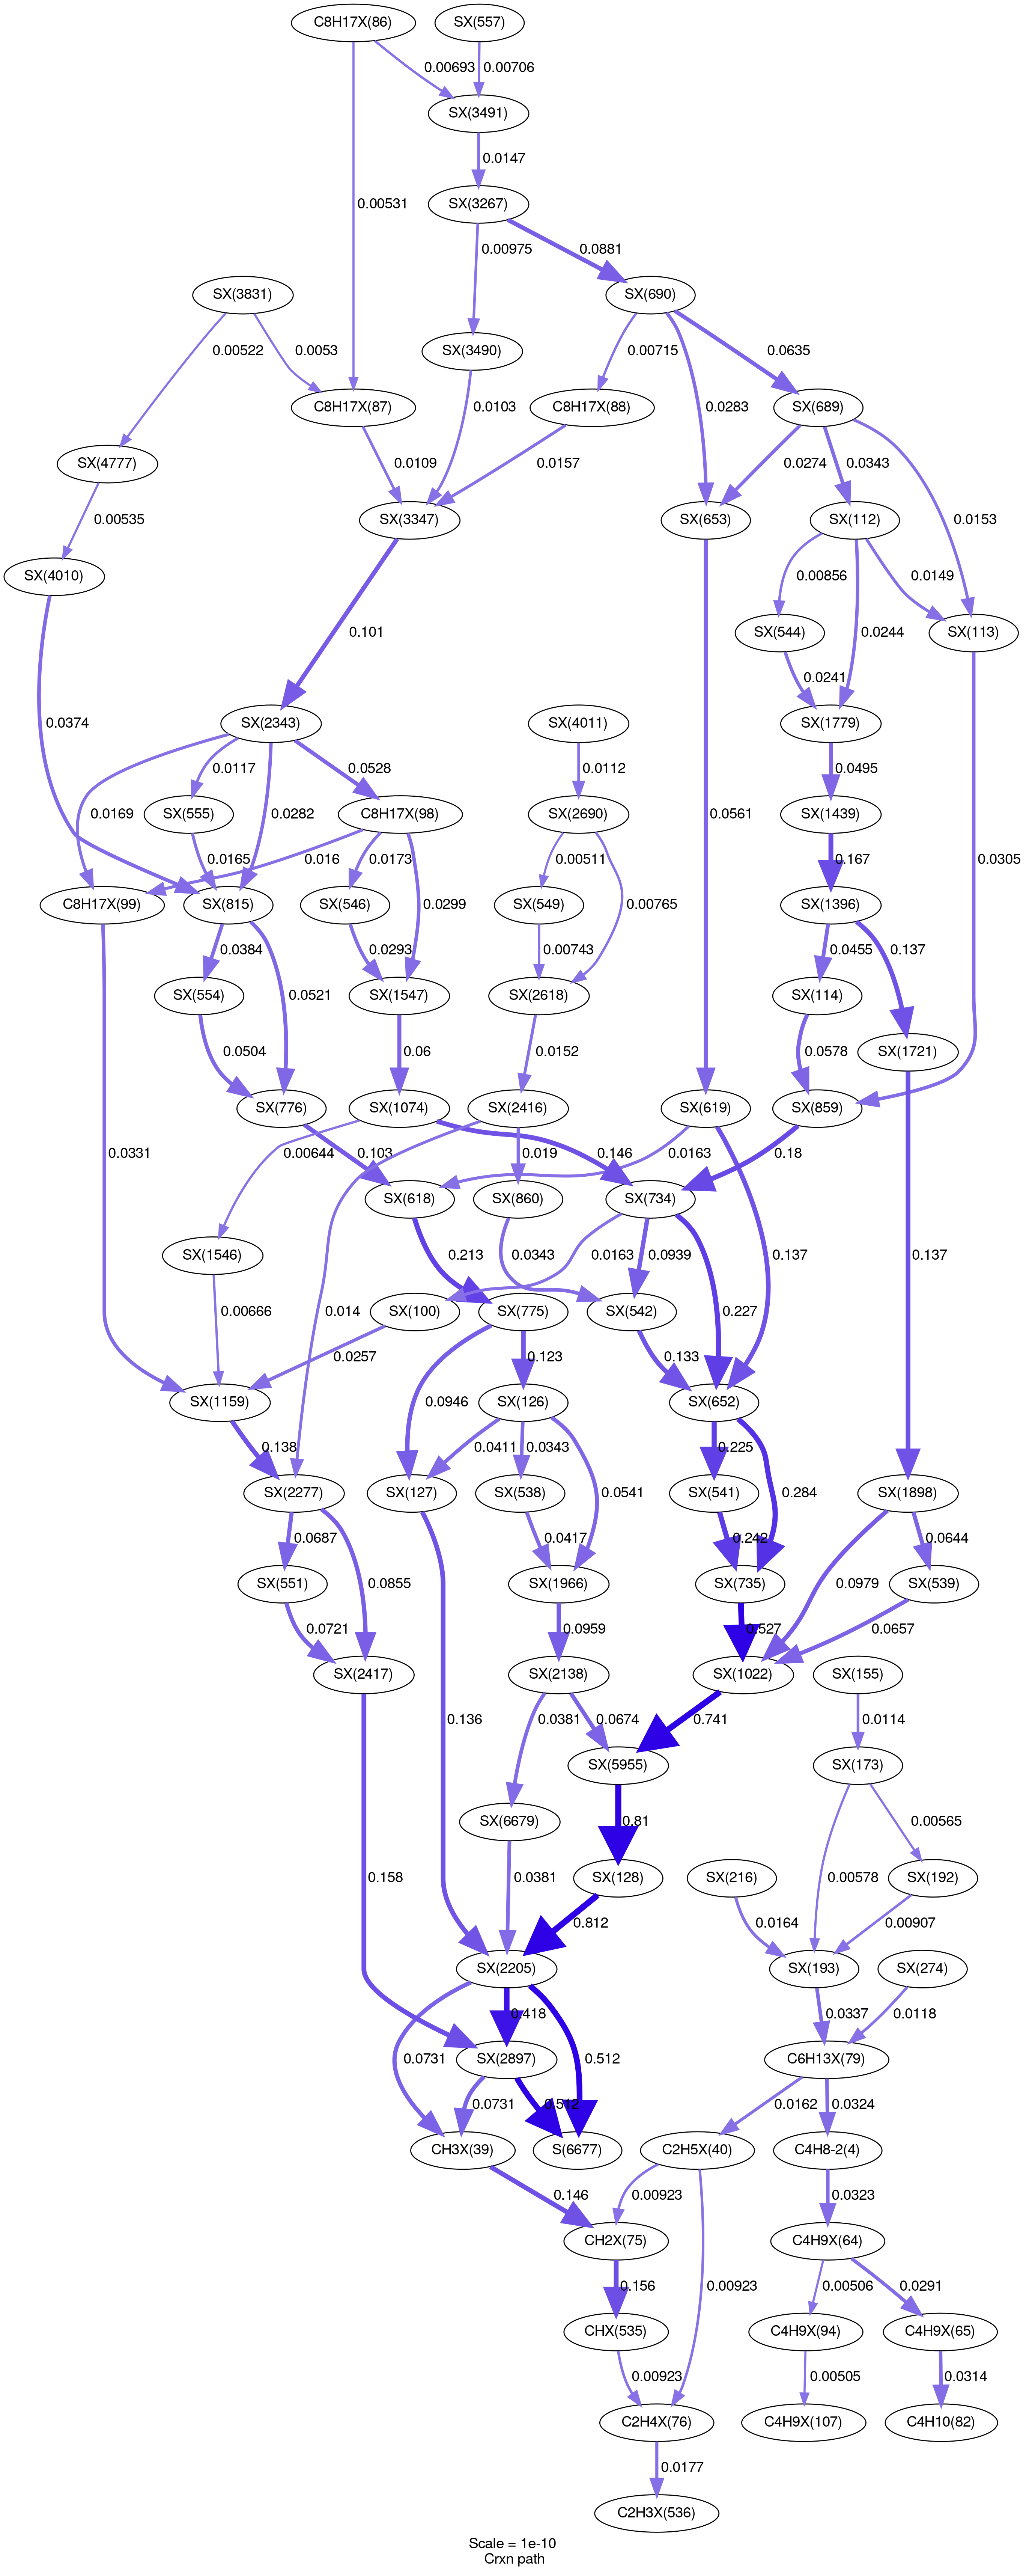 C8H17X(86)
SX(557)
0.00693
0.00706
SX(3491)
0.0147
0.00531
SX(3267)
0.00975
0.0881
SX(3831)
SX(690)
0.00522
0.0053
SX(3490)
0.00715
0.0635
C8H17X(87)
C8H17X(88)
0.0283
SX(689)
SX(4777)
0.0109
0.0103
0.0157
0.0274
0.0343
0.0153
0.00535
SX(3347)
SX(653)
SX(112)
SX(4010)
0.00856
0.0149
0.101
SX(544)
0.0244
SX(113)
0.0241
0.0374
SX(2343)
SX(4011)
SX(1779)
0.0117
0.0528
0.0112
0.0495
0.0169
SX(555)
0.0282
C8H17X(98)
SX(2690)
0.0561
SX(1439)
0.0165
0.016
0.0173
0.00511
0.167
0.0305
C8H17X(99)
SX(815)
SX(546)
0.0299
SX(549)
0.00765
SX(1396)
0.0384
0.0293
0.00743
0.0455
0.137
SX(554)
0.0521
SX(1547)
SX(2618)
SX(114)
0.0504
0.06
0.0152
0.0578
SX(1721)
SX(776)
SX(1074)
SX(2416)
SX(619)
SX(859)
0.0331
0.103
0.00644
0.146
0.019
0.0163
0.18
SX(618)
SX(860)
SX(734)
0.213
0.0343
0.0163
0.0939
0.137
0.137
SX(1546)
0.00666
0.014
SX(100)
SX(775)
SX(542)
0.227
0.0257
0.123
0.133
SX(1159)
0.0946
SX(126)
SX(652)
0.138
0.0411
0.0343
0.225
SX(2277)
SX(127)
SX(538)
0.0541
SX(541)
0.284
SX(1898)
0.0687
0.0417
0.242
0.0644
SX(551)
0.0855
SX(1966)
SX(735)
0.0979
SX(539)
0.0721
0.0959
0.527
0.0657
SX(2417)
SX(2138)
SX(1022)
SX(155)
0.136
0.0381
0.0674
0.741
0.0114
SX(5955)
SX(173)
SX(6679)
0.81
0.00565
0.158
0.0381
SX(128)
SX(216)
0.00578
SX(192)
0.812
0.0164
0.00907
SX(2205)
SX(193)
SX(274)
0.418
0.0337
0.0118
0.0731
SX(2897)
0.512
C6H13X(79)
0.0731
0.512
0.0162
0.0324
CH3X(39)
S(6677)
C2H5X(40)
C4H8-2(4)
0.146
0.00923
0.0323
CH2X(75)
C4H9X(64)
0.156
0.00923
0.00506
0.0291
CHX(535)
C4H9X(94)
C4H9X(65)
0.00923
0.00505
0.0314
C2H4X(76)
C4H9X(107)
C4H10(82)
0.0177
C2H3X(536)
Scale = 1e-10
Crxn path